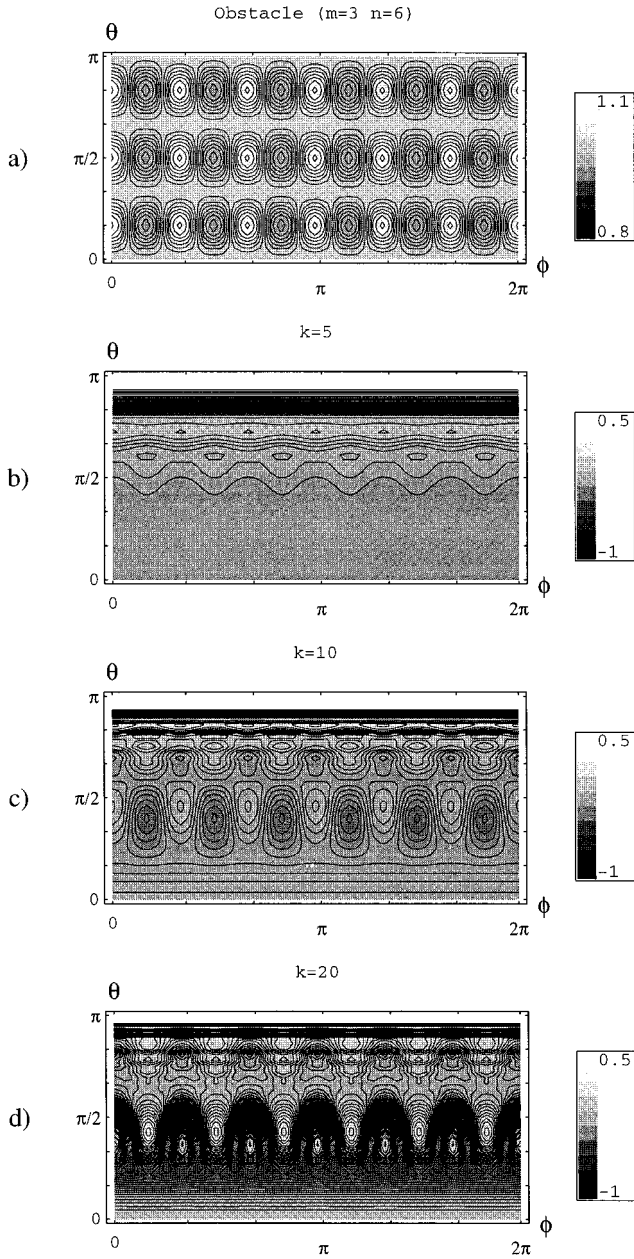 Obstacle (m=3 n=6)
θ
a)
π
π/2
0
0
π
2π
ϕ
1.1
0.8
k=5
θ
b)
π
π/2
0
0
π
2π
ϕ
0.5
-1
k=10
θ
c)
π
π/2
0
0
π
2π
ϕ
0.5
-1
k=20
θ
d)
π
π/2
0
0
π
2π
ϕ
0.5
-1